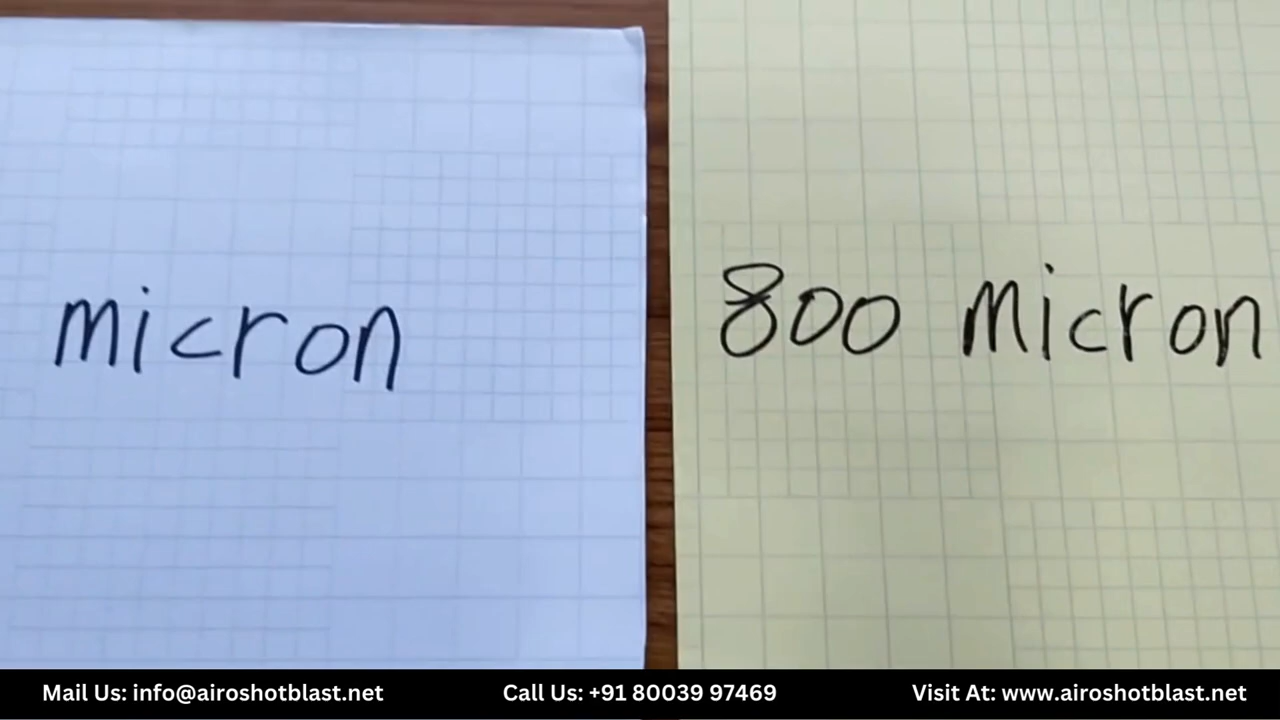 micron
800 micron
Mail Us: info@airoshotblast.net
Call Us: +91 80039 97469
Visit At: www.airoshotblast.net